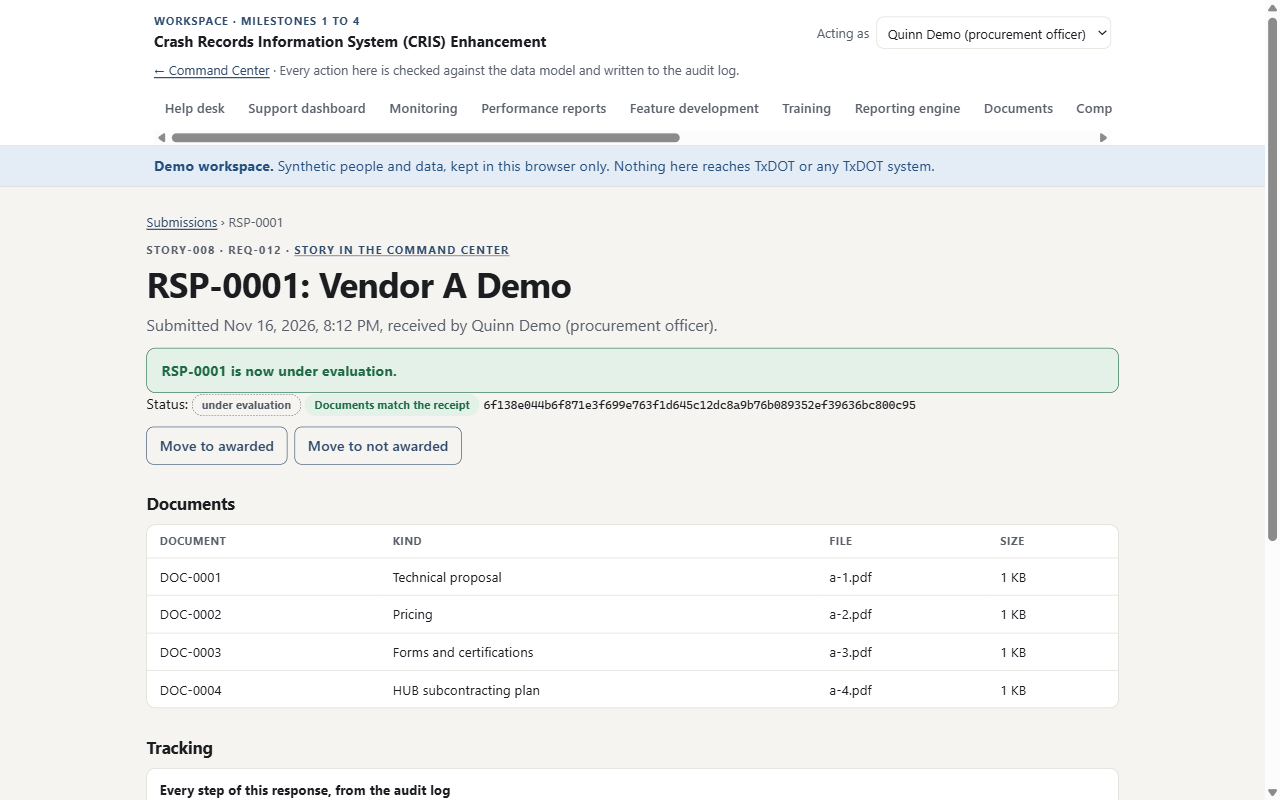 WORKSPACE · MILESTONES 1 TO 4
Crash Records Information System (CRIS) Enhancement
Acting as Quinn Demo (procurement officer)
← Command Center · Every action here is checked against the data model and written to the audit log.
Help desk Support dashboard Monitoring Performance reports Feature development Training Reporting engine Documents Comp
Demo workspace. Synthetic people and data, kept in this browser only. Nothing here reaches TxDOT or any TxDOT system.
Submissions › RSP-0001
STORY-008 · REQ-012 · STORY IN THE COMMAND CENTER
RSP-0001: Vendor A Demo
Submitted Nov 16, 2026, 8:12 PM, received by Quinn Demo (procurement officer).
RSP-0001 is now under evaluation.
Status: under evaluation Documents match the receipt 6f138e044b6f871e3f699e763f1d645c12dc8a9b76b089352ef39636bc800c95
Move to awarded Move to not awarded
Documents
DOCUMENT KIND FILE SIZE
DOC-0001 Technical proposal a-1.pdf 1 KB
DOC-0002 Pricing a-2.pdf 1 KB
DOC-0003 Forms and certifications a-3.pdf 1 KB
DOC-0004 HUB subcontracting plan a-4.pdf 1 KB
Tracking
Every step of this response, from the audit log